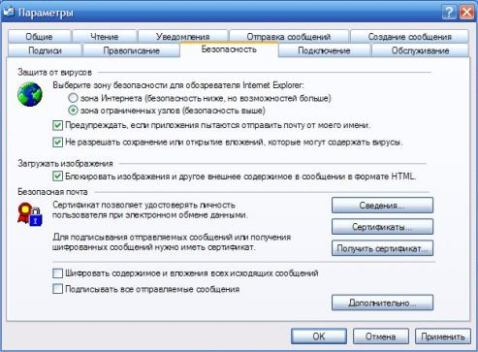 Параметры
Общие Чтение Уведомления Отправка сообщений Создание сообщения
Подписи Правописание Безопасность Подключение Обслуживание
Защита от вирусов
Выберите зону безопасности для обозревателя Internet Explorer:
зона Интернета (безопасность ниже, но возможностей больше)
зона ограниченных узлов (безопасность выше)
Предупреждать, если приложения пытаются отправить почту от моего имени.
Не разрешать сохранение или открытие вложений, которые могут содержать вирусы.
Загружать изображения
Блокировать изображения и другое внешнее содержимое в сообщении в формате HTML.
Безопасная почта
Сертификат позволяет удостоверять личность
пользователя при электронном обмене данными.
Сведения...
Сертификаты...
Для подписывания отправляемых сообщений или получения
шифрованных сообщений нужно иметь сертификат.
Получить сертификат...
Шифровать содержимое и вложения всех исходящих сообщений
Подписывать все отправляемые сообщения
Дополнительно...
OK Отмена Применить